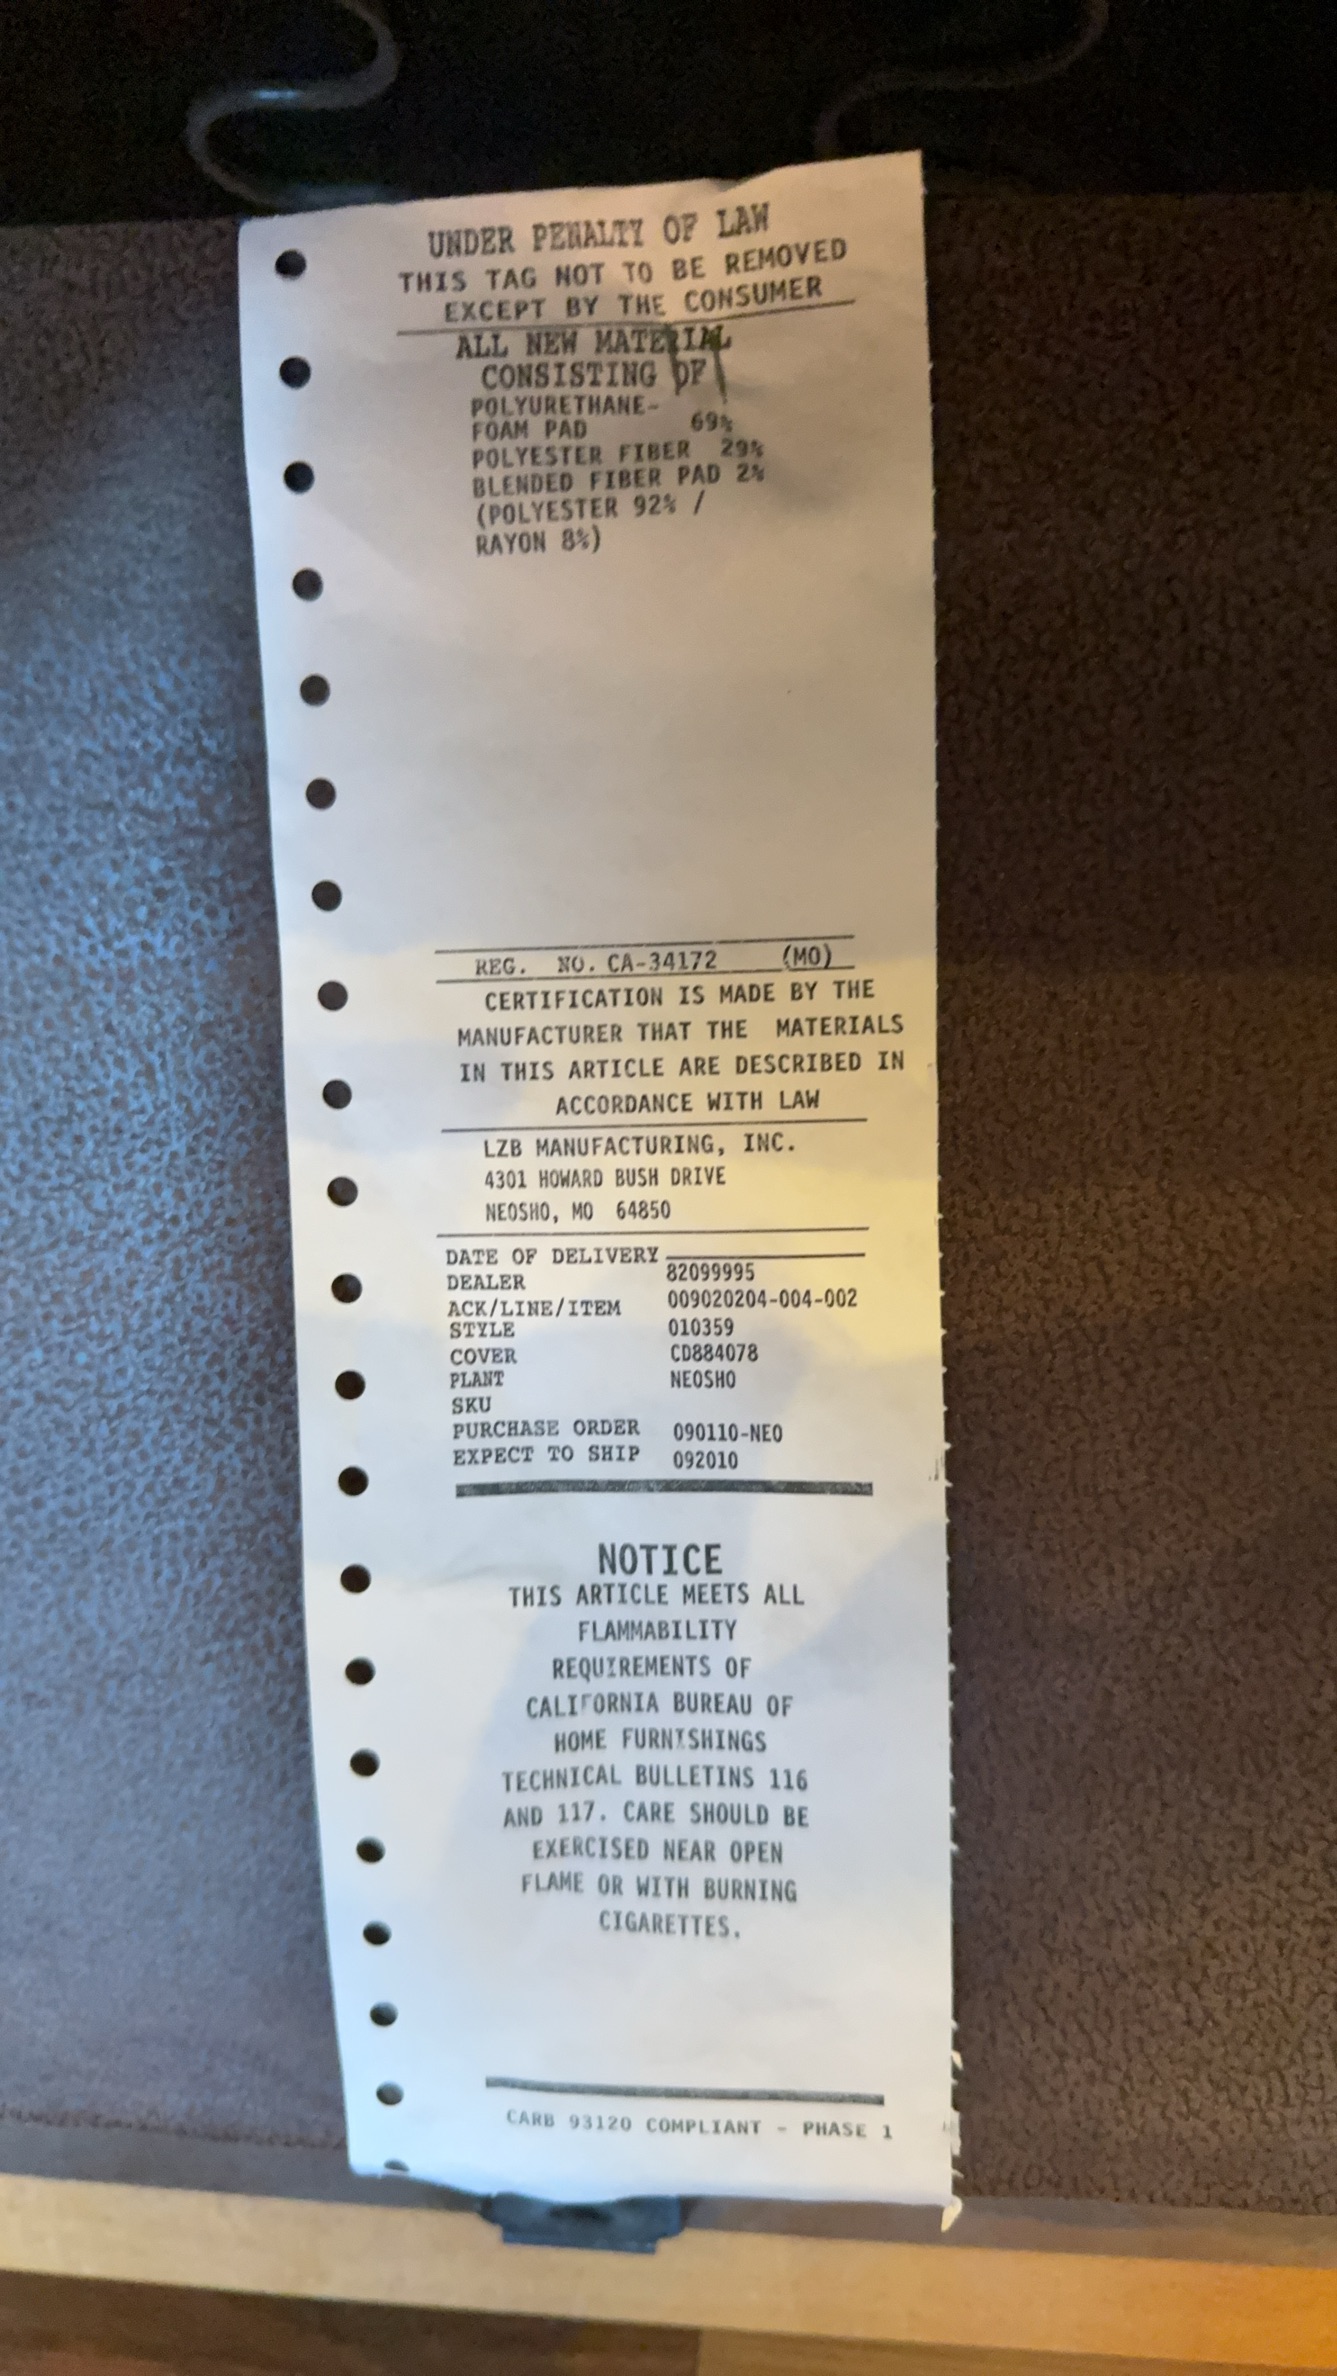 UNDER PENALTY OF LAW
THIS TAG NOT TO BE REMOVED
EXCEPT BY THE CONSUMER
ALL NEW MATERIAL
CONSISTING OF
POLYURETHANE-
FOAM PAD 69%
POLYESTER FIBER 29%
BLENDED FIBER PAD 2%
(POLYESTER 92% /
RAYON 8%)
REG. NO. CA-34172 (MO)
CERTIFICATION IS MADE BY THE
MANUFACTURER THAT THE MATERIALS
IN THIS ARTICLE ARE DESCRIBED IN
ACCORDANCE WITH LAW
LZB MANUFACTURING, INC.
4301 HOWARD BUSH DRIVE
NEOSHO, MO 64850
DATE OF DELIVERY
DEALER 82099995
ACK/LINE/ITEM 009020204-004-002
STYLE 010359
COVER CD884078
PLANT NEOSHO
SKU
PURCHASE ORDER 090110-NEO
EXPECT TO SHIP 092010
NOTICE
THIS ARTICLE MEETS ALL
FLAMMABILITY
REQUIREMENTS OF
CALIFORNIA BUREAU OF
HOME FURNISHINGS
TECHNICAL BULLETINS 116
AND 117. CARE SHOULD BE
EXERCISED NEAR OPEN
FLAME OR WITH BURNING
CIGARETTES.
CARB 93120 COMPLIANT - PHASE 1